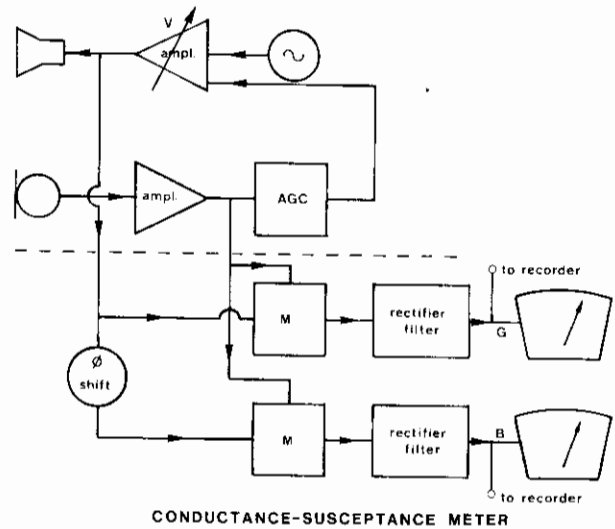 V
ampl.
~
ampl.
AGC
to recorder
M
rectifier
filter
G
Ø
shift
M
rectifier
filter
B
to recorder
CONDUCTANCE-SUSCEPTANCE METER